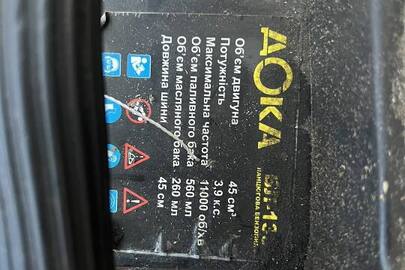 ДОКА
ЛАНЦЮГОВА
Об'єм двигуна 45 см³
Потужність 3,9 к.с.
Максимальна частота 11000 об/хв
Об'єм паливного бака 560 мл
Об'єм масляного бака 260 мл
Довжина шини 45 см